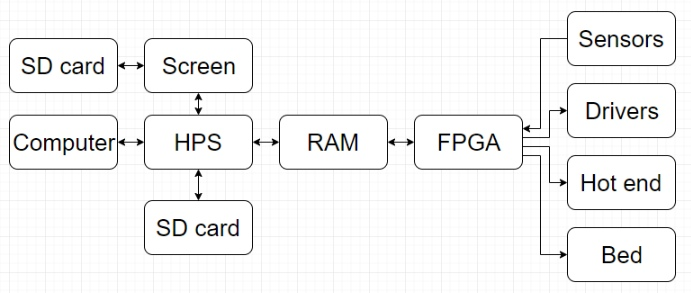 Sensors
SD card
Screen
Drivers
Computer
HPS
RAM
FPGA
Hot end
SD card
Bed